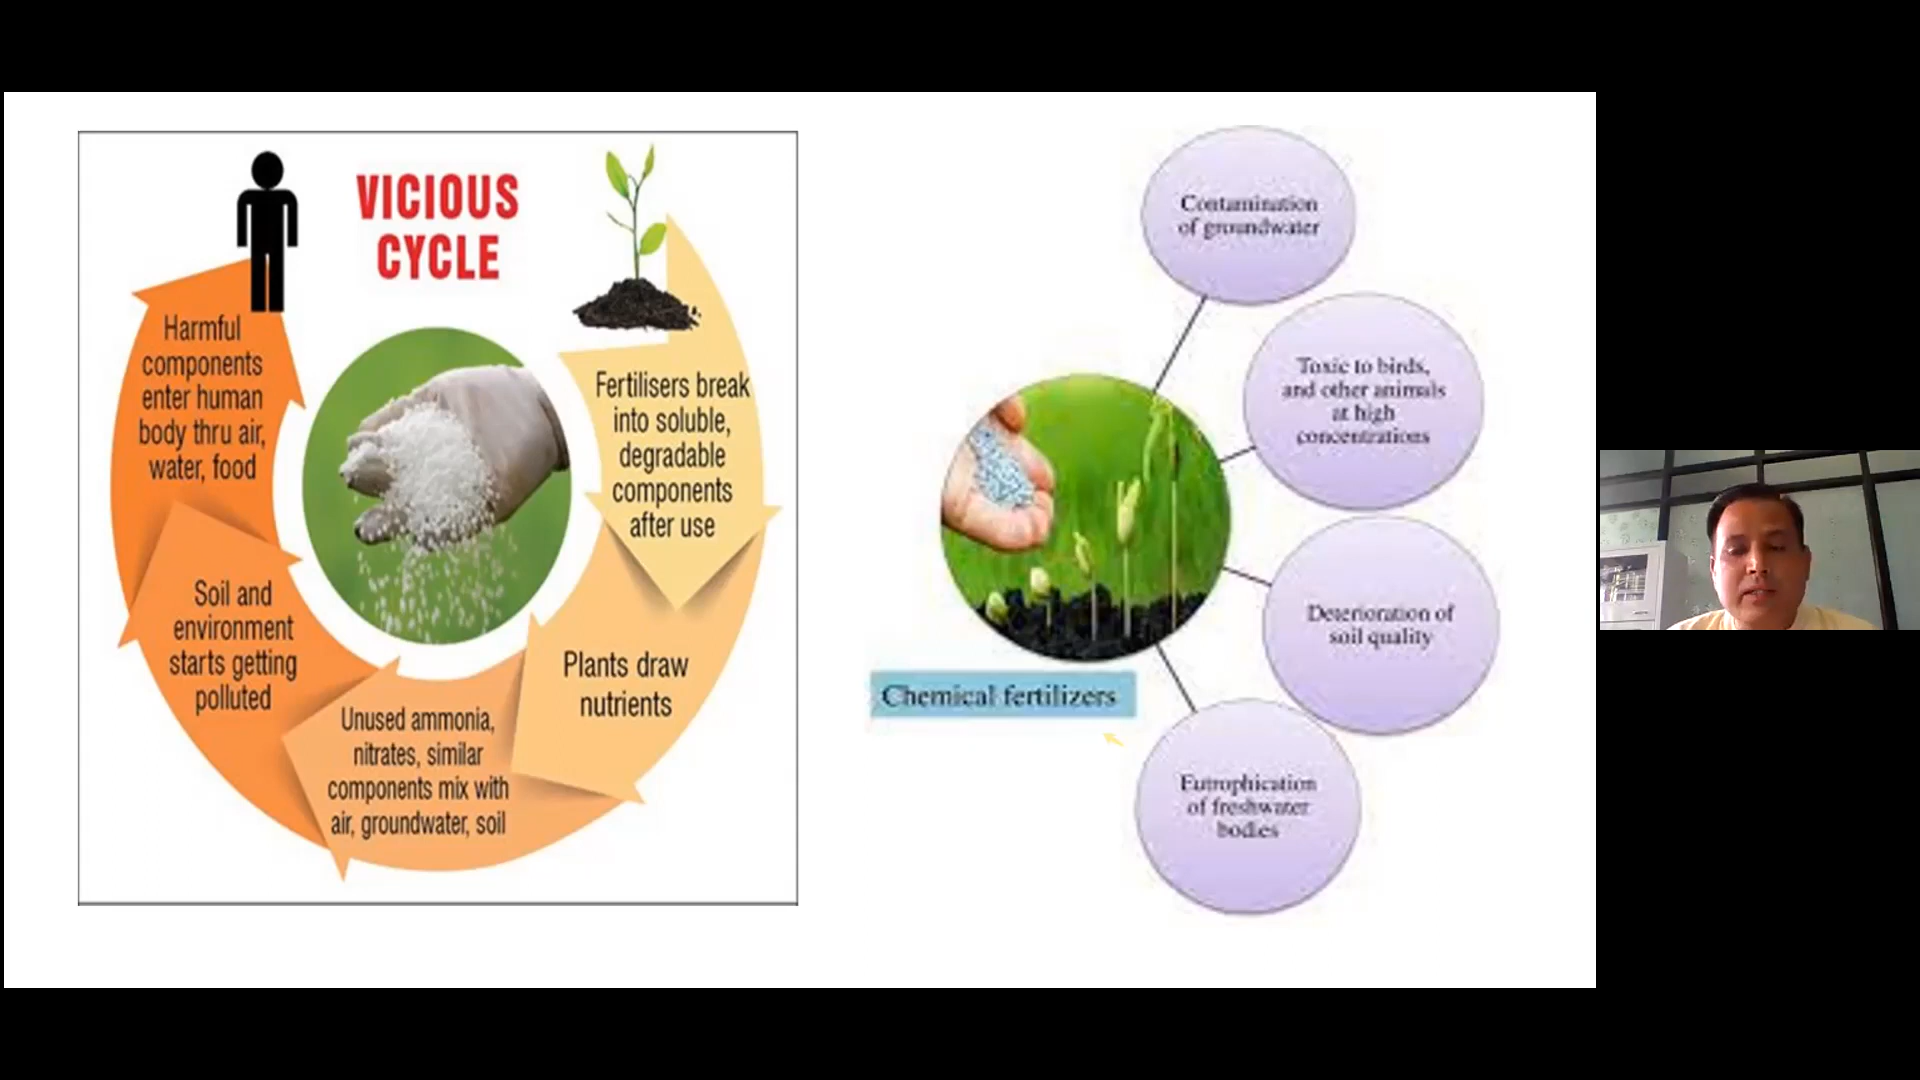 VICIOUS
CYCLE
Fertilisers break
into soluble,
degradable
components
after use
Plants draw
nutrients
Unused ammonia,
nitrates, similar
components mix with
air, groundwater, soil
Soil and
environment
starts getting
polluted
Harmful
components
enter human
body thru air,
water, food
Contamination
of groundwater
Toxic to birds,
and other animals
at high
concentrations
Deterioration of
soil quality
Eutrophication
of freshwater
bodies
Chemical fertilizers